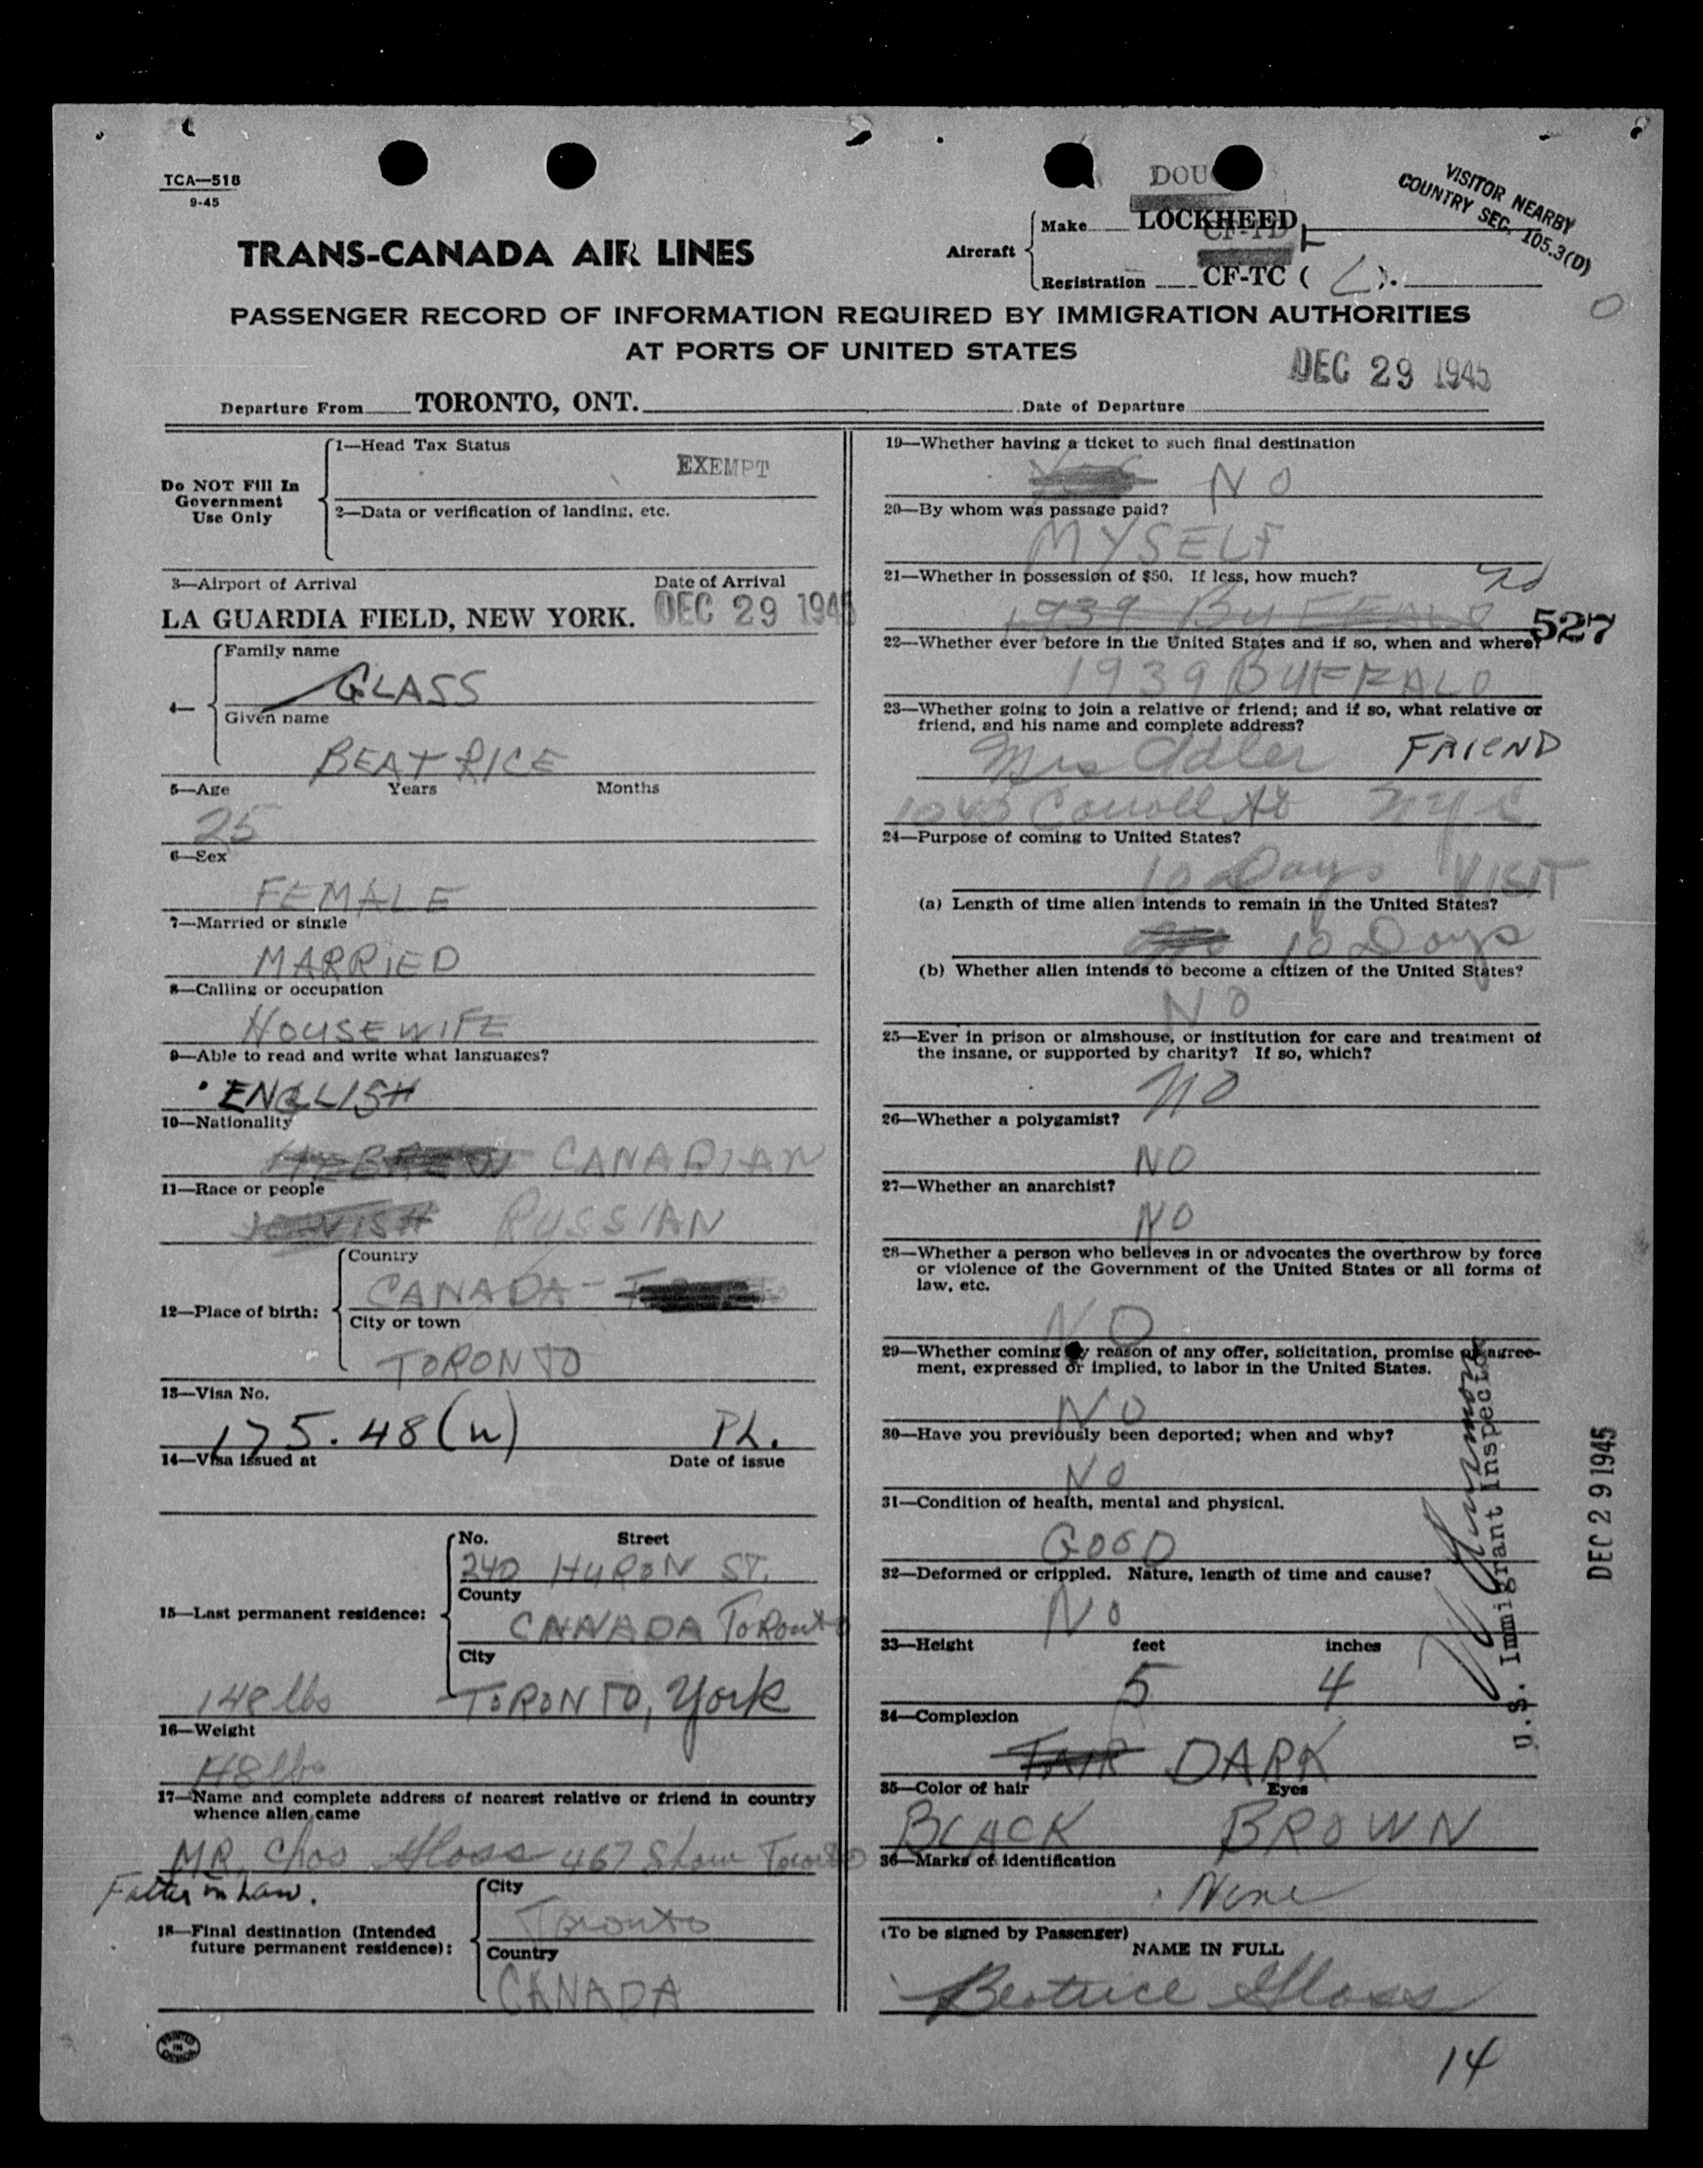 TCA—518
9-45
VISITOR NEARBY
COUNTRY SEC. 105.3(D)
DOU
Make LOCKHEED
CF-TD
Aircraft
Registration CF-TC ( L ).
TRANS-CANADA AIR LINES
PASSENGER RECORD OF INFORMATION REQUIRED BY IMMIGRATION AUTHORITIES
AT PORTS OF UNITED STATES
DEC 29 1945
Departure From TORONTO, ONT. Date of Departure
Do NOT Fill In
Government
Use Only
1—Head Tax Status
EXEMPT
2—Data or verification of landing, etc.
3—Airport of Arrival Date of Arrival
LA GUARDIA FIELD, NEW YORK. DEC 29 1945
4—
Family name
GLASS
Given name
BEATRICE
5—Age Years Months
25
6—Sex
FEMALE
7—Married or single
MARRIED
8—Calling or occupation
HOUSEWIFE
9—Able to read and write what languages?
ENGLISH
10—Nationality
HEBREW CANADIAN
11—Race or people
JEWISH RUSSIAN
12—Place of birth:
Country
CANADA -
City or town
TORONTO
13—Visa No.
175.48(w) Ph.
14—Visa issued at Date of issue
15—Last permanent residence:
No. Street
240 HURON ST.
County
CANADA Toronto
City
148 lbs TORONTO, York
16—Weight
148 lbs
17—Name and complete address of nearest relative or friend in country
whence alien came
MR. Chas Glass 467 Shaw Toronto
Father in Law.
18—Final destination (Intended
future permanent residence):
City
Toronto
Country
CANADA
PRINTED
IN
19—Whether having a ticket to such final destination
NO
20—By whom was passage paid?
MYSELF
21—Whether in possession of $50. If less, how much?
1939 BUFFALO
527
22—Whether ever before in the United States and if so, when and where?
1939 BUFFALO
23—Whether going to join a relative or friend; and if so, what relative or
friend, and his name and complete address?
Mrs Adler FRIEND
1045 Carroll St NYC
24—Purpose of coming to United States?
10 Days VISIT
(a) Length of time alien intends to remain in the United States?
10 Days
(b) Whether alien intends to become a citizen of the United States?
NO
25—Ever in prison or almshouse, or institution for care and treatment of
the insane, or supported by charity? If so, which?
NO
26—Whether a polygamist?
NO
27—Whether an anarchist?
NO
28—Whether a person who believes in or advocates the overthrow by force
or violence of the Government of the United States or all forms of
law, etc.
NO
29—Whether coming by reason of any offer, solicitation, promise or agree-
ment, expressed or implied, to labor in the United States.
NO
30—Have you previously been deported; when and why?
NO
31—Condition of health, mental and physical.
GOOD
32—Deformed or crippled. Nature, length of time and cause?
No
33—Height feet inches
5 4
34—Complexion
FAIR DARK
35—Color of hair Eyes
BLACK BROWN
36—Marks of identification
None
(To be signed by Passenger)
NAME IN FULL
Beatrice Glass
U.S. Immigrant Inspector
DEC 29 1945
14